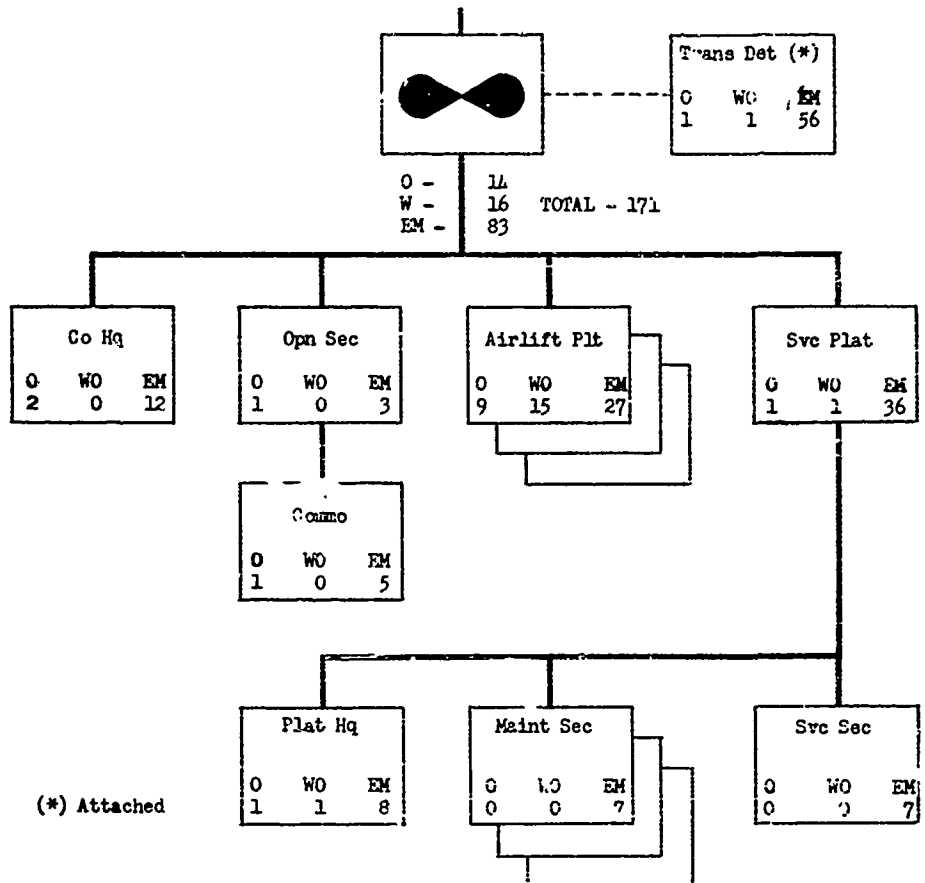 Trans Det (*)
O WO EM
1 1 56
O - 14
W - 16 TOTAL - 171
EM - 83
Co Hq
O WO EM
2 0 12
Opn Sec
O WO EM
1 0 3
Airlift Plt
O WO EM
9 15 27
Svc Plat
O WO EM
1 1 36
Commo
O WO EM
1 0 5
Plat Hq
O WO EM
1 1 8
Maint Sec
O WO EM
0 0 7
Svc Sec
O WO EM
0 0 7
(*) Attached